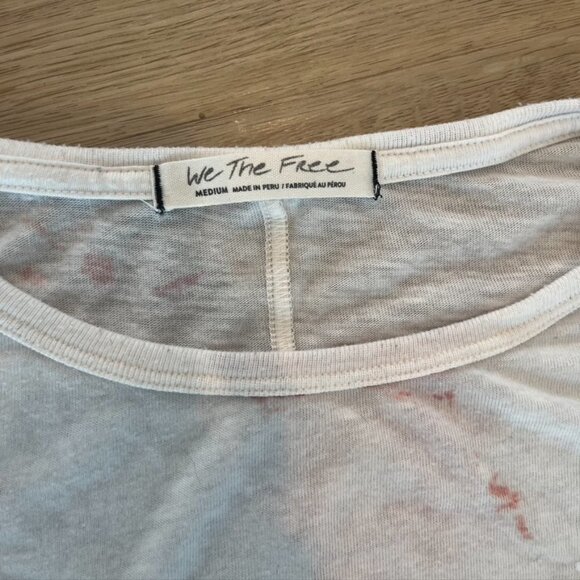 We The Free
MEDIUM MADE IN PERU / FABRIQUÉ AU PÉROU